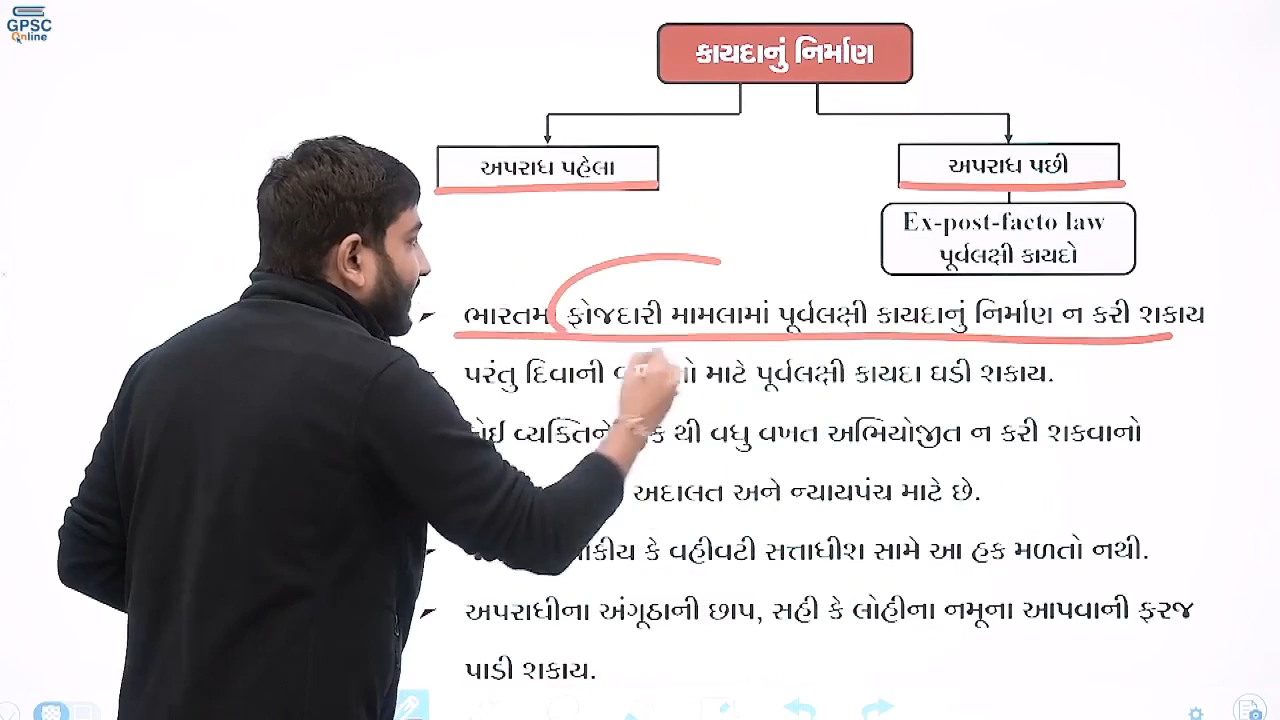 GPSC
Online
કાયદાનું નિર્માણ
અપરાધ પહેલા
અપરાધ પછી
Ex-post-facto law
પૂર્વલક્ષી કાયદો
ફોજદારી મામલામાં પૂર્વલક્ષી કાયદાનું નિર્માણ ન કરી શકાય
પરંતુ દિવાની માટે પૂર્વલક્ષી કાયદા ઘડી શકાય.
વ્યક્તિને થી વધુ વખત અભિયોજીત ન કરી શકવાનો
અદાલત અને ન્યાયપંચ માટે છે.
કે વહીવટી સત્તાધીશ સામે આ હક મળતો નથી.
અપરાધીના અંગૂઠાની છાપ, સહી કે લોહીના નમૂના આપવાની ફરજ
પાડી શકાય.